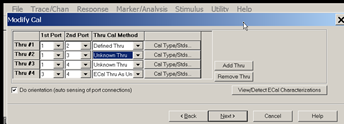 File Trace/Chan Response Marker/Analysis Stimulus Utility Help
Modify Cal
1st Port 2nd Port Thru Cal Method
Thru #1 1 2 Defined Thru Cal Type/Stds...
Thru #2 1 3 Unknown Thru Cal Type/Stds...
Thru #3 1 4 Unknown Thru Cal Type/Stds...
Thru #4 3 4 ECal Thru As Us Cal Type/Stds...
Add Thru
Remove Thru
Do orientation (auto sensing of port connections)
View/Detect ECal Characterizations
< Back Next > Cancel Help